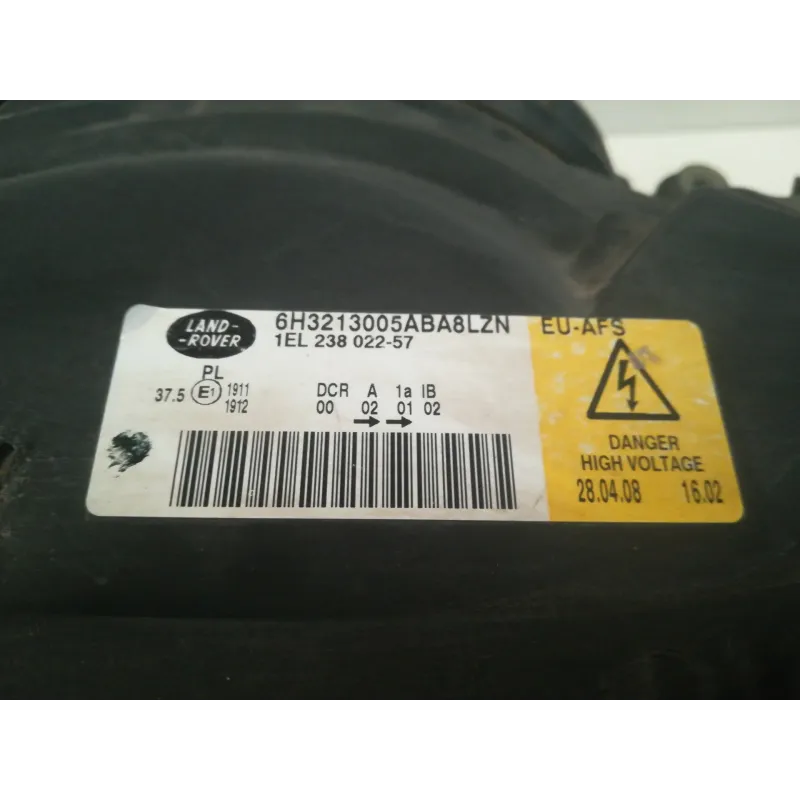 LAND-
-ROVER
6H3213005ABA8LZN
EU-AFS
1EL 238 022-57
PL
37.5 E1 1911
1912
DCR A 1a IB
00 02 01 02
DANGER
HIGH VOLTAGE
28.04.08 16.02